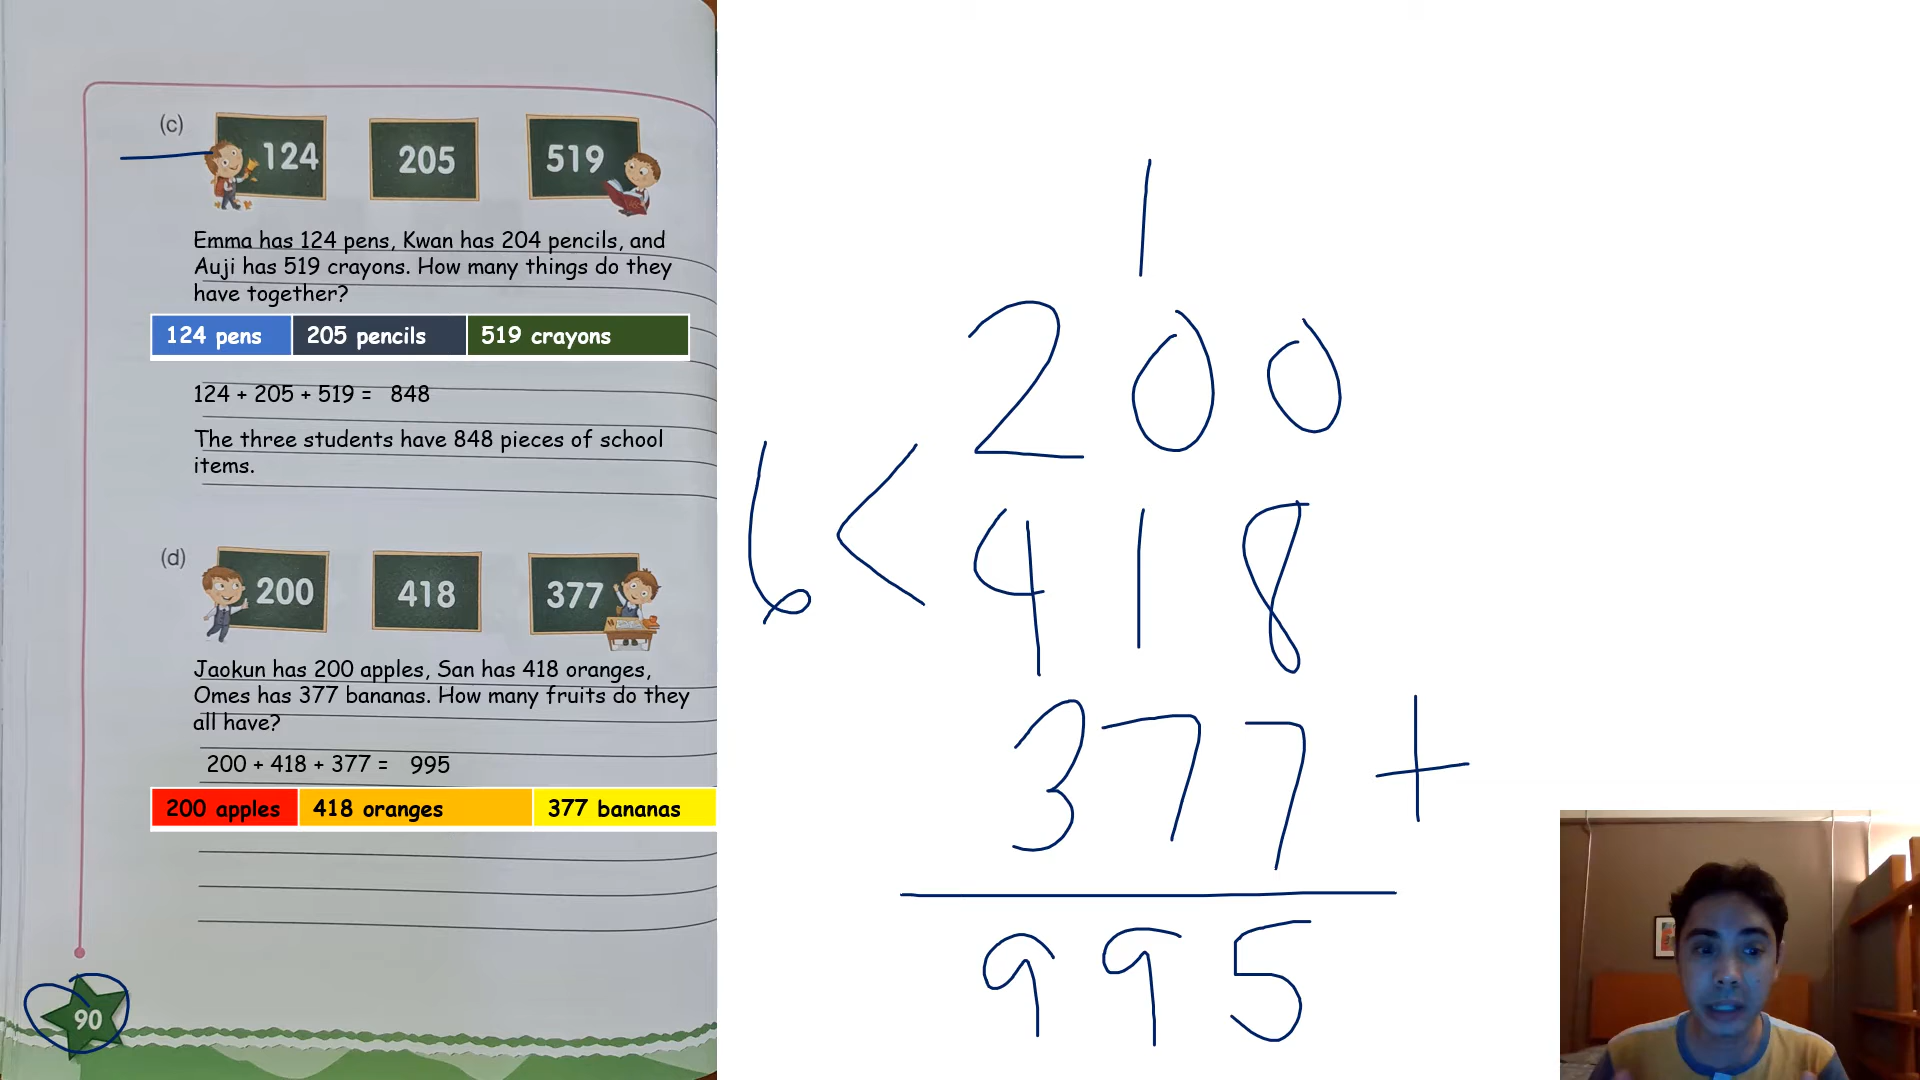 (c)
124 205 519
Emma has 124 pens, Kwan has 204 pencils, and
Auji has 519 crayons. How many things do they
have together?
124 pens 205 pencils 519 crayons
124 + 205 + 519 = 848
The three students have 848 pieces of school
items.
(d)
200 418 377
Jaokun has 200 apples, San has 418 oranges,
Omes has 377 bananas. How many fruits do they
all have?
200 + 418 + 377 = 995
200 apples 418 oranges 377 bananas
90
1
200
6 < 418
377 +
995